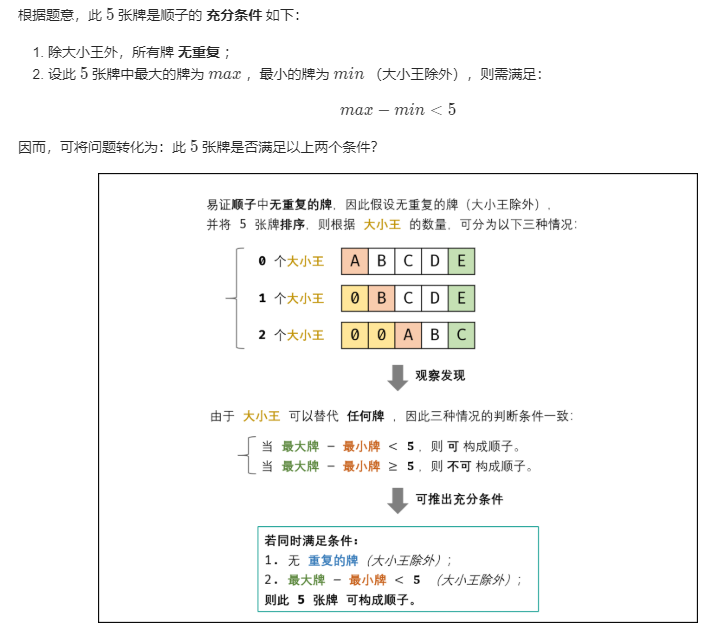 根据题意，此 5 张牌是顺子的 充分条件 如下：
1. 除大小王外，所有牌 无重复 ；
2. 设此 5 张牌中最大的牌为 max ，最小的牌为 min （大小王除外），则需满足：
max − min < 5
因而，可将问题转化为：此 5 张牌是否满足以上两个条件？
易证顺子中无重复的牌，因此假设无重复的牌（大小王除外），
并将 5 张牌排序，则根据 大小王 的数量，可分为以下三种情况：
0 个大小王 A B C D E
1 个大小王 0 B C D E
2 个大小王 0 0 A B C
观察发现
由于 大小王 可以替代 任何牌 ，因此三种情况的判断条件一致：
当 最大牌 − 最小牌 < 5，则 可 构成顺子。
当 最大牌 − 最小牌 ≥ 5，则 不可 构成顺子。
可推出充分条件
若同时满足条件：
1. 无 重复的牌（大小王除外）；
2. 最大牌 − 最小牌 < 5 （大小王除外）；
则此 5 张牌 可构成顺子。